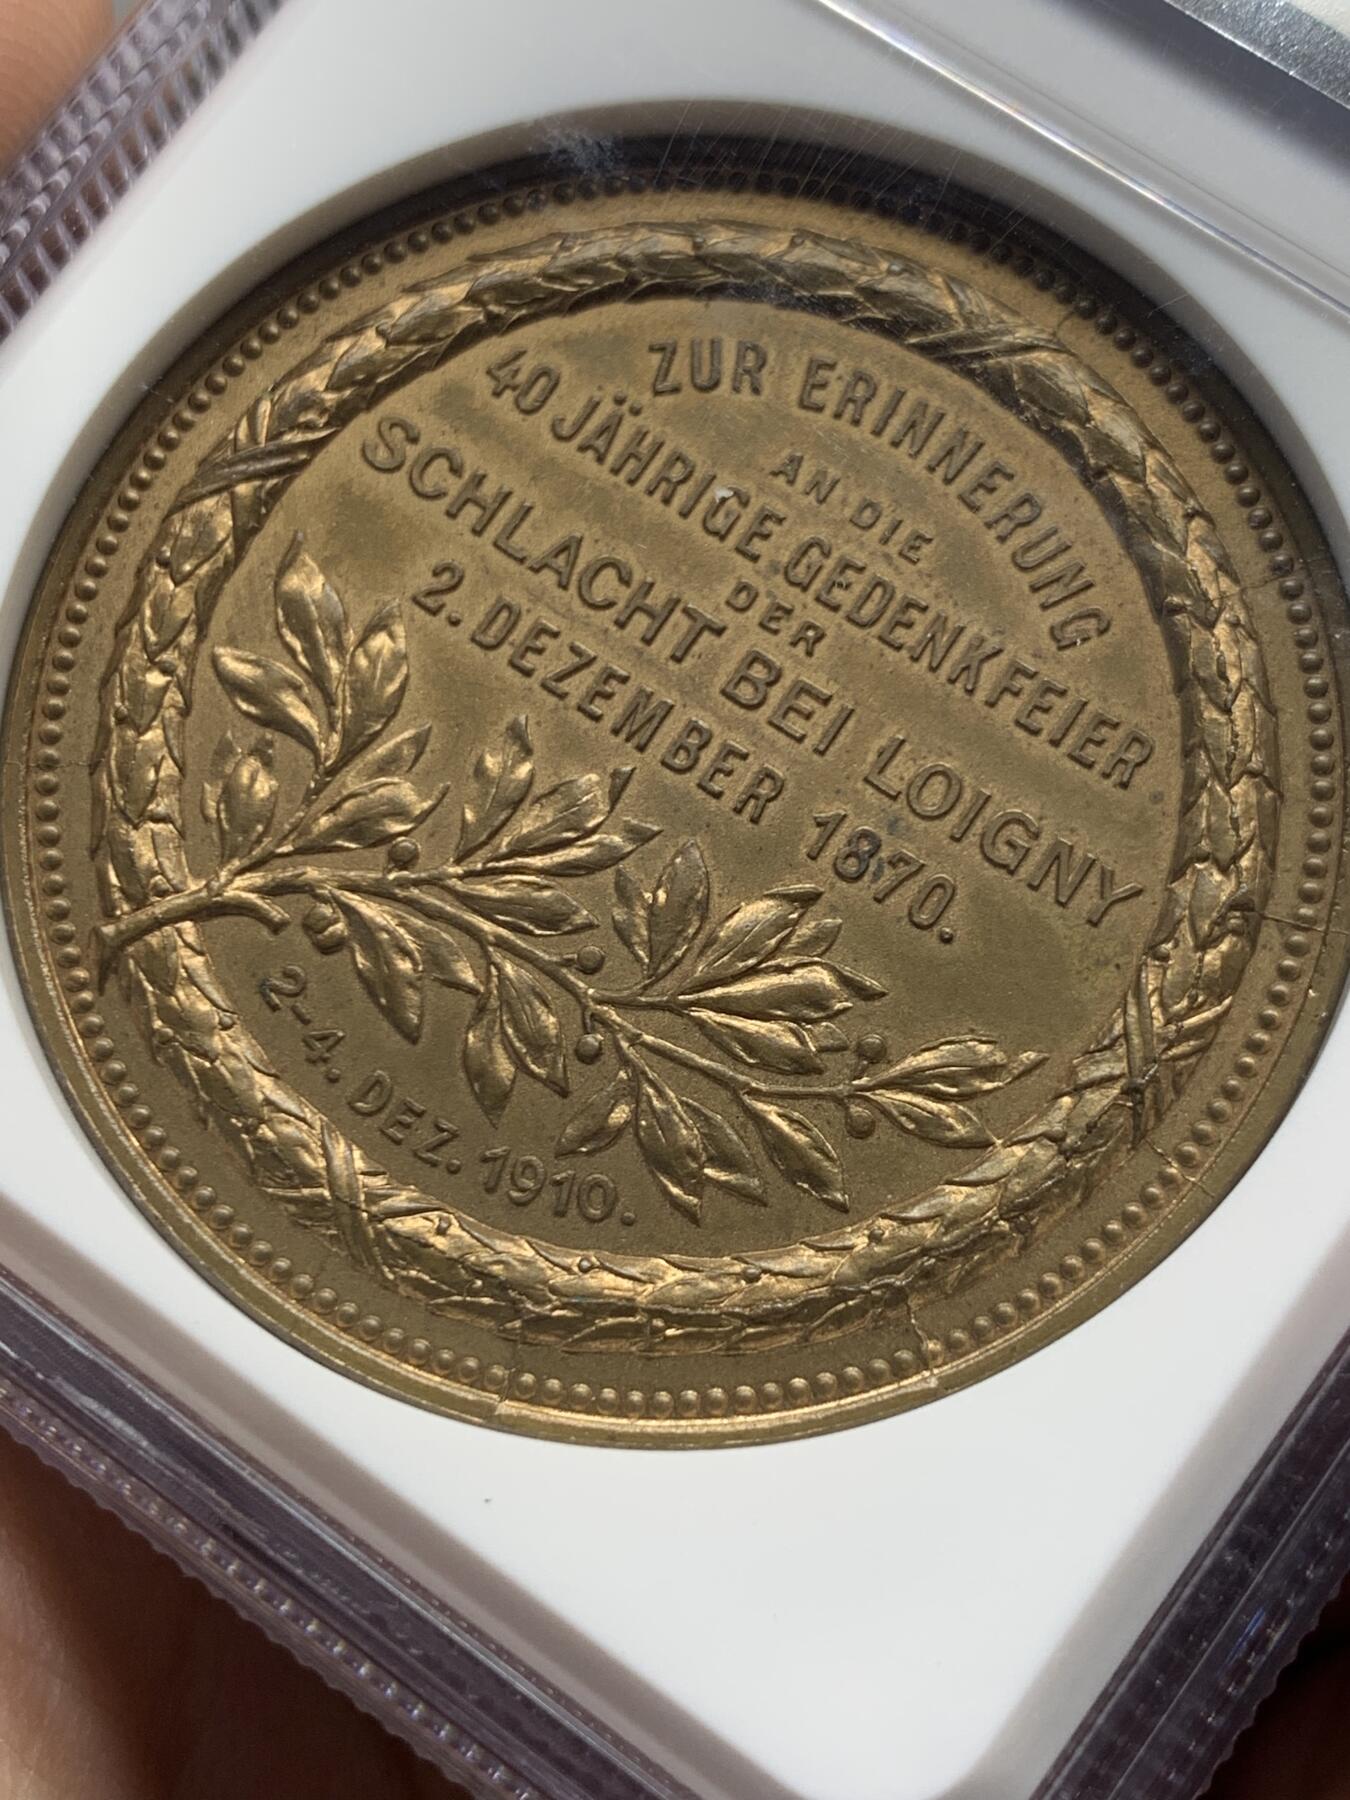 ZUR ERINNERUNG
AN DIE
40 JÄHRIGE GEDENKFEIER
DER
SCHLACHT BEI LOIGNY
2. DEZEMBER 1870.
2-4. DEZ. 1910.